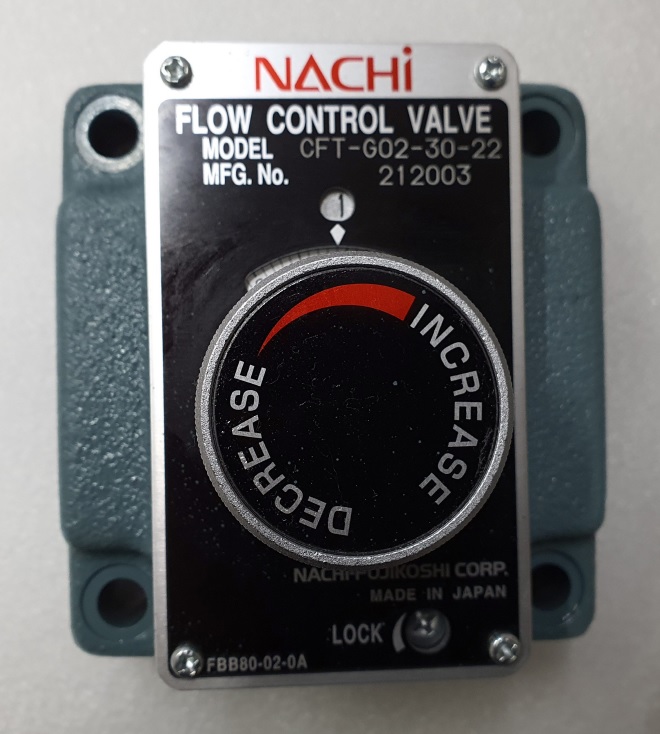 NACHi
FLOW CONTROL VALVE
MODEL CFT-G02-30-22
MFG. No. 212003
1
INCREASE
DECREASE
NACHI-FUJIKOSHI CORP.
MADE IN JAPAN
LOCK
FBB80-02-0A